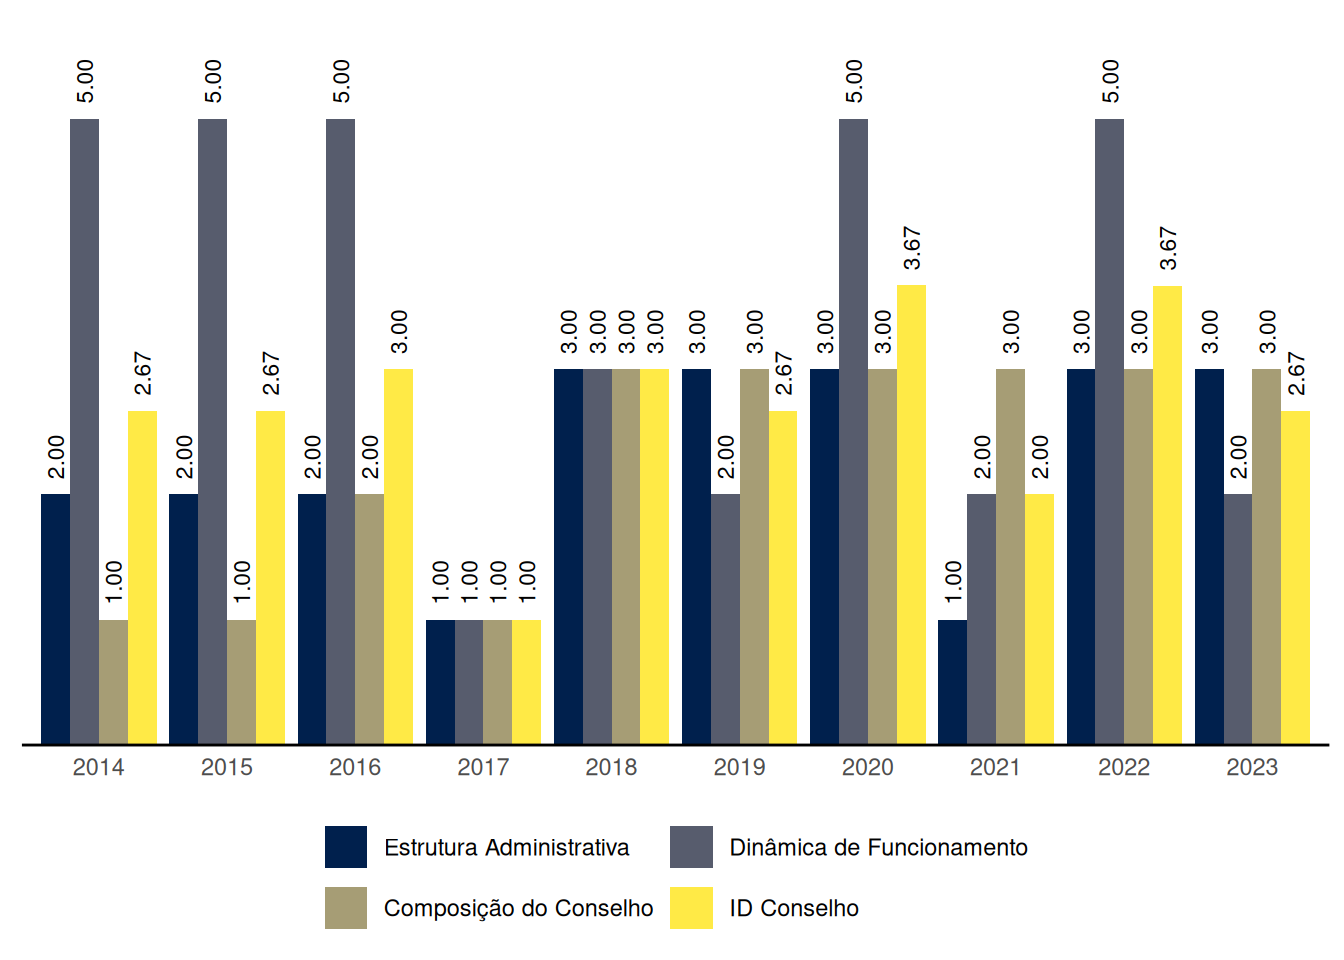 5.00 5.00 5.00 5.00 5.00
3.67 3.67
3.00 3.00 3.00 3.00 3.00 3.00 3.00 3.00 3.00 3.00 3.00 3.00 3.00 3.00
2.67 2.67 2.67 2.67
2.00 2.00 2.00 2.00 2.00 2.00 2.00 2.00
1.00 1.00 1.00 1.00 1.00 1.00 1.00
2014 2015 2016 2017 2018 2019 2020 2021 2022 2023
Estrutura Administrativa Dinâmica de Funcionamento
Composição do Conselho ID Conselho